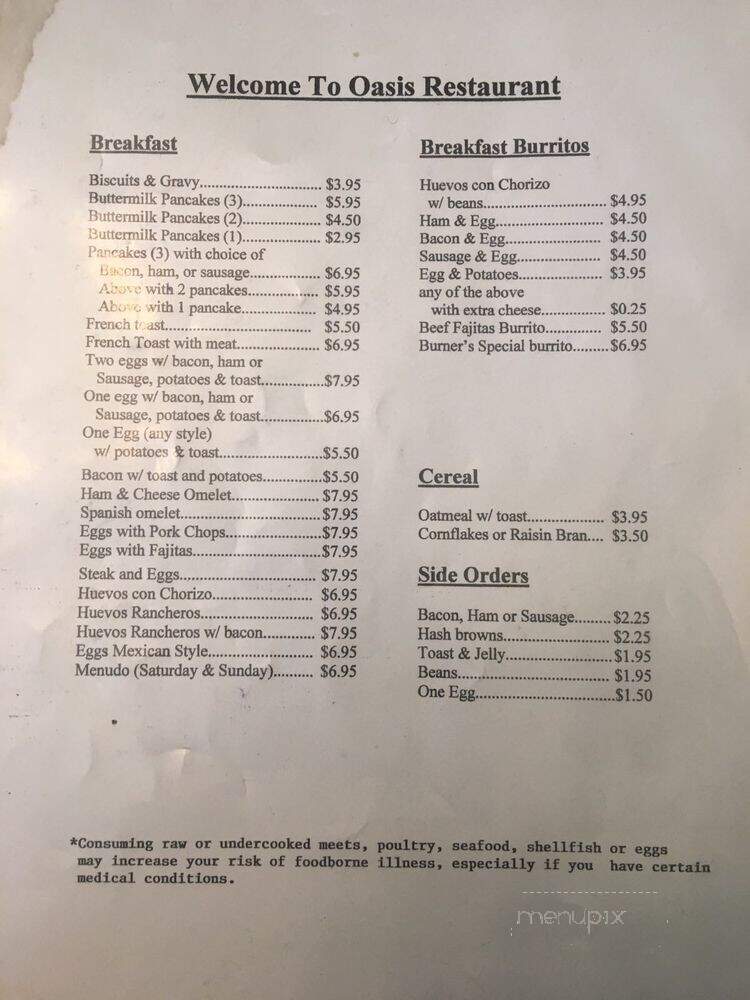 Welcome To Oasis Restaurant
Breakfast
Biscuits & Gravy.............................. $3.95
Buttermilk Pancakes (3).................. $5.95
Buttermilk Pancakes (2)................... $4.50
Buttermilk Pancakes (1)................... $2.95
Pancakes (3) with choice of
Bacon, ham, or sausage................. $6.95
Above with 2 pancakes.................. $5.95
Above with 1 pancake................... $4.95
French toast.................................... $5.50
French Toast with meat.................... $6.95
Two eggs w/ bacon, ham or
Sausage, potatoes & toast...............$7.95
One egg w/ bacon, ham or
Sausage, potatoes & toast...............$6.95
One Egg (any style)
w/ potatoes & toast.........................$5.50
Bacon w/ toast and potatoes..............$5.50
Ham & Cheese Omelet..................... $7.95
Spanish omelet..................................$7.95
Eggs with Pork Chops.......................$7.95
Eggs with Fajitas...............................$7.95
Steak and Eggs................................. $7.95
Huevos con Chorizo........................ $6.95
Huevos Rancheros........................... $6.95
Huevos Rancheros w/ bacon............ $7.95
Eggs Mexican Style......................... $6.95
Menudo (Saturday & Sunday).......... $6.95
Breakfast Burritos
Huevos con Chorizo
w/ beans.............................. $4.95
Ham & Egg.......................... $4.50
Bacon & Egg....................... $4.50
Sausage & Egg..................... $4.50
Egg & Potatoes.................... $3.95
any of the above
with extra cheese................ $0.25
Beef Fajitas Burrito.............. $5.50
Burner's Special burrito.........$6.95
Cereal
Oatmeal w/ toast................... $3.95
Cornflakes or Raisin Bran.... $3.50
Side Orders
Bacon, Ham or Sausage.........$2.25
Hash browns.......................... $2.25
Toast & Jelly..........................$1.95
Beans..................................... $1.95
One Egg..................................$1.50
*Consuming raw or undercooked meets, poultry, seafood, shellfish or eggs
may increase your risk of foodborne illness, especially if you have certain
medical conditions.
menupix